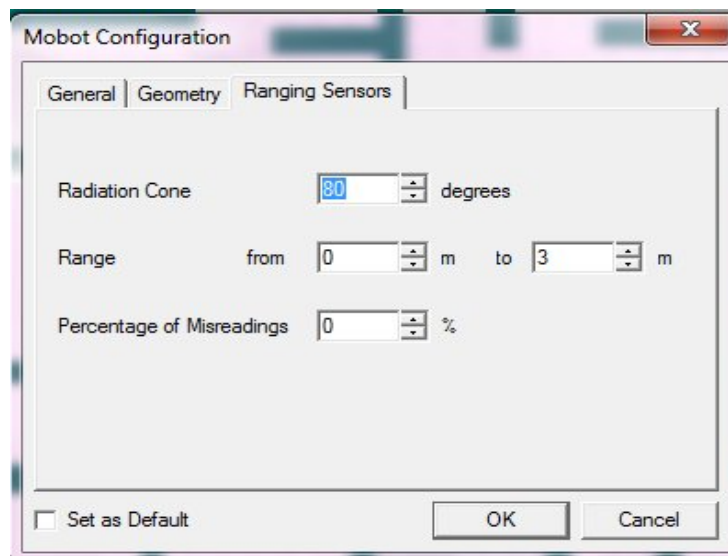 Mobot Configuration
General Geometry Ranging Sensors
Radiation Cone 80 degrees
Range from 0 m to 3 m
Percentage of Misreadings 0 %
Set as Default OK Cancel